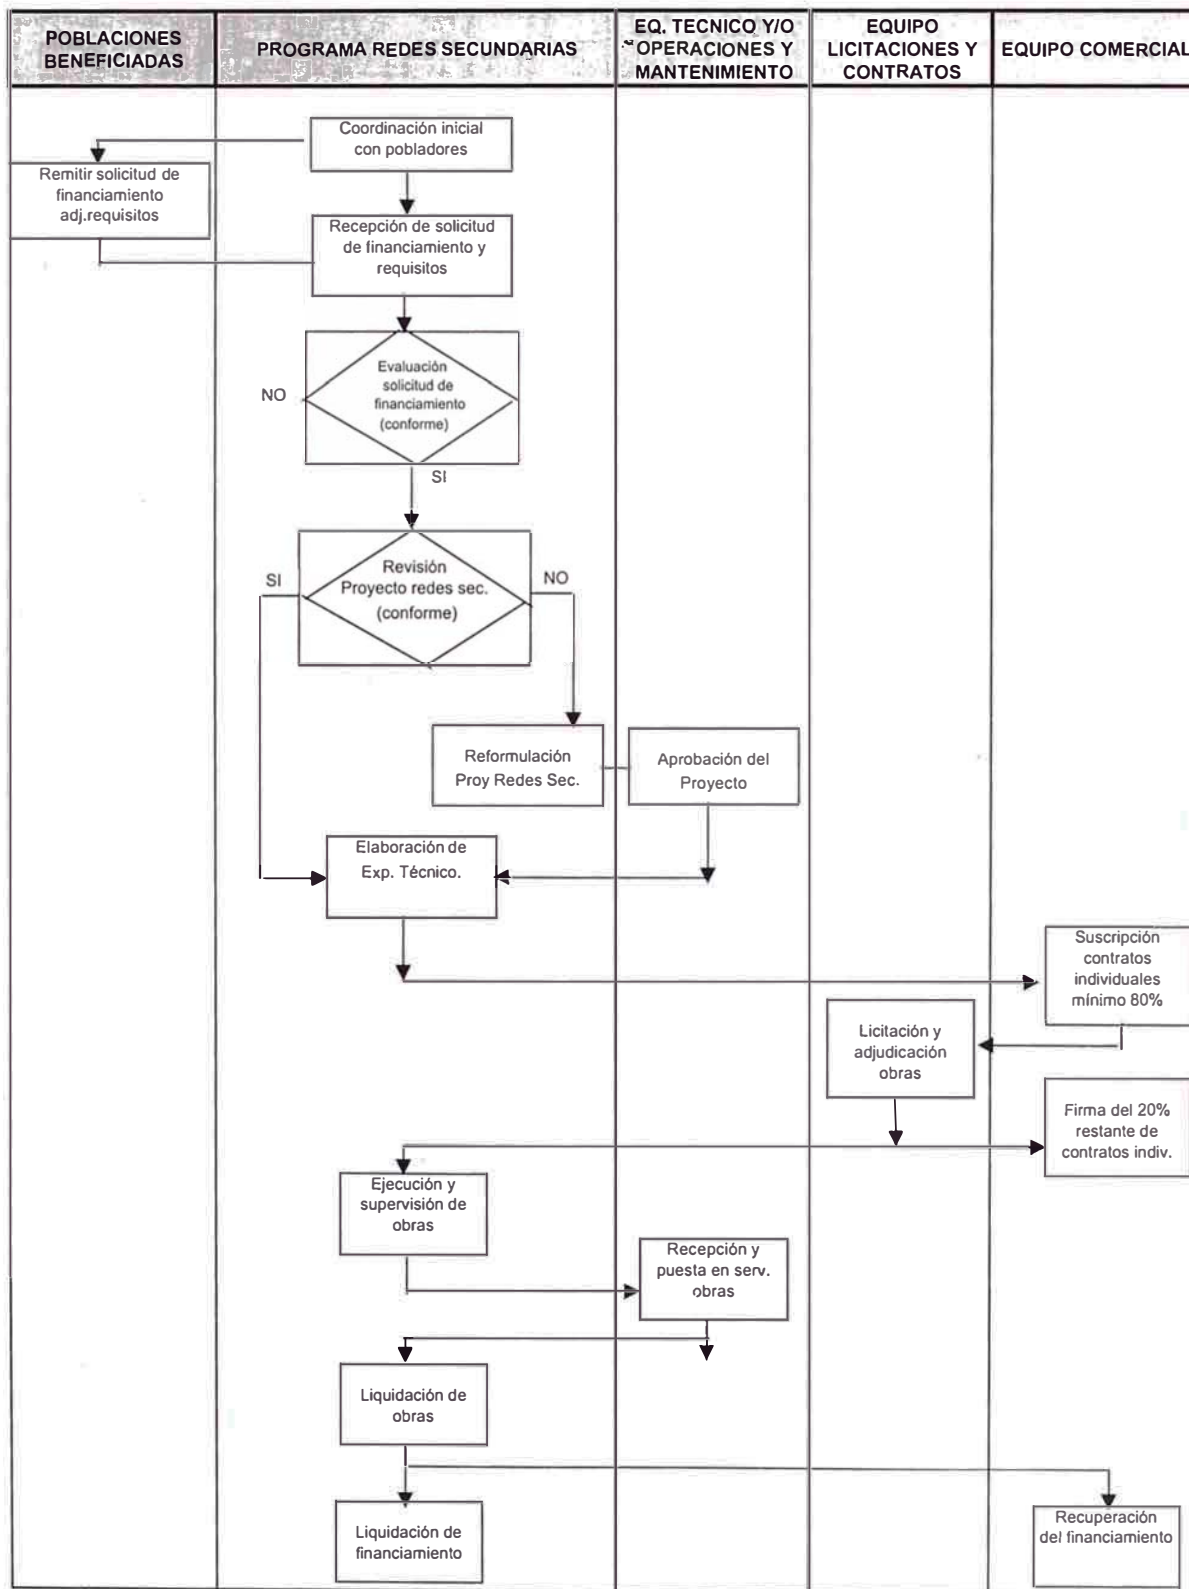 POBLACIONES
BENEFICIADAS
PROGRAMA REDES SECUNDARIAS
EQ. TECNICO Y/O
OPERACIONES Y
MANTENIMIENTO
EQUIPO
LICITACIONES Y
CONTRATOS
EQUIPO COMERCIAL
Coordinación inicial
con pobladores
Remitir solicitud de
financiamiento
adj.requisitos
Recepción de solicitud
de financiamiento y
requisitos
Evaluación
solicitud de
financiamiento
(conforme)
NO
SI
Revisión
Proyecto redes sec.
(conforme)
SI
NO
Reformulación
Proy Redes Sec.
Aprobación del
Proyecto
Elaboración de
Exp. Técnico.
Suscripción
contratos
individuales
mínimo 80%
Licitación y
adjudicación
obras
Firma del 20%
restante de
contratos indiv.
Ejecución y
supervisión de
obras
Recepción y
puesta en serv.
obras
Liquidación de
obras
Liquidación de
financiamiento
Recuperación
del financiamiento